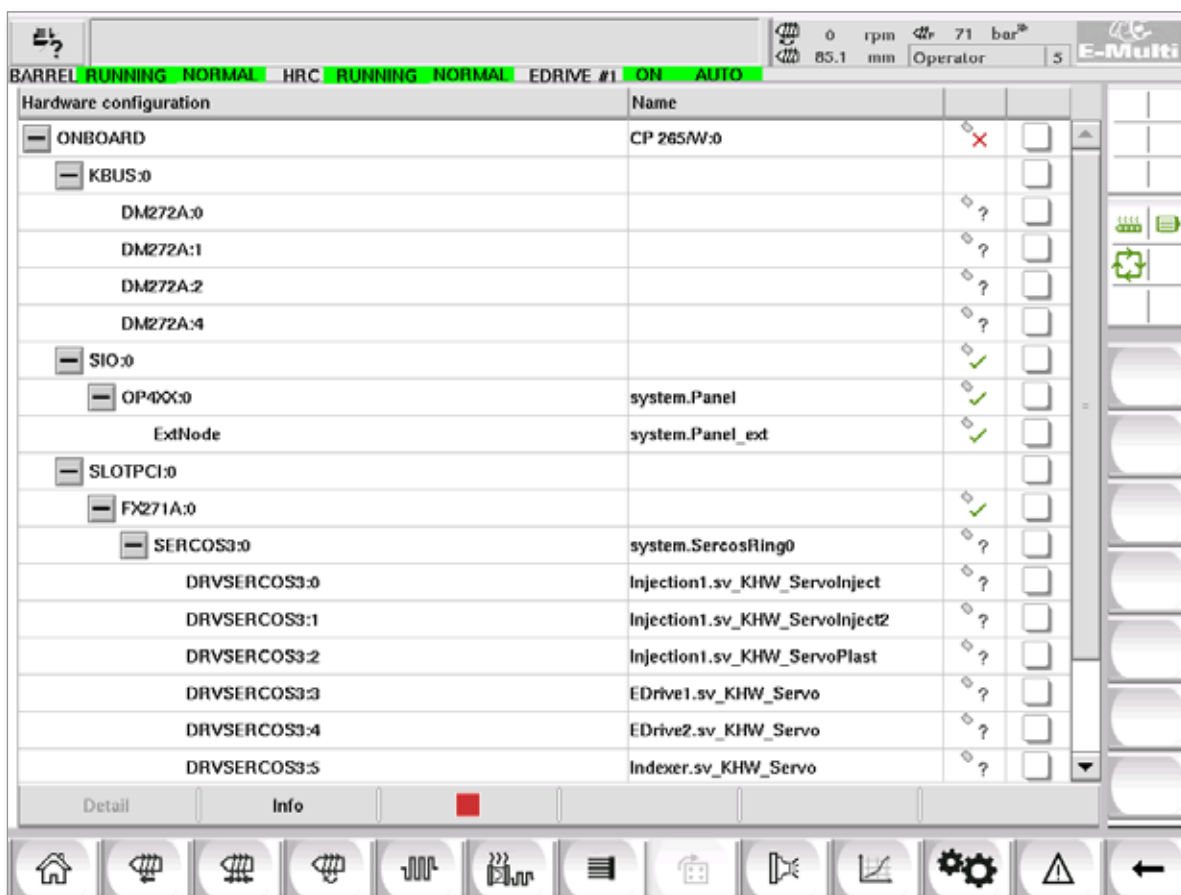 0 rpm 71 bar
85.1 mm Operator 5 E-Multi
BARREL RUNNING NORMAL HRC RUNNING NORMAL EDRIVE #1 ON AUTO
Hardware configuration Name
ONBOARD CP 265/W:0
KBUS:0
DM272A:0 ?
DM272A:1 ?
DM272A:2 ?
DM272A:4 ?
SIO:0
OP4XX:0 system.Panel
ExtNode system.Panel_ext
SLOTPCI:0
FX271A:0
SERCOS3:0 system.SercosRing0 ?
DRVSERCOS3:0 Injection1.sv_KHW_ServoInject ?
DRVSERCOS3:1 Injection1.sv_KHW_ServoInject2 ?
DRVSERCOS3:2 Injection1.sv_KHW_ServoPlast ?
DRVSERCOS3:3 EDrive1.sv_KHW_Servo ?
DRVSERCOS3:4 EDrive2.sv_KHW_Servo ?
DRVSERCOS3:5 Indexer.sv_KHW_Servo ?
Detail Info